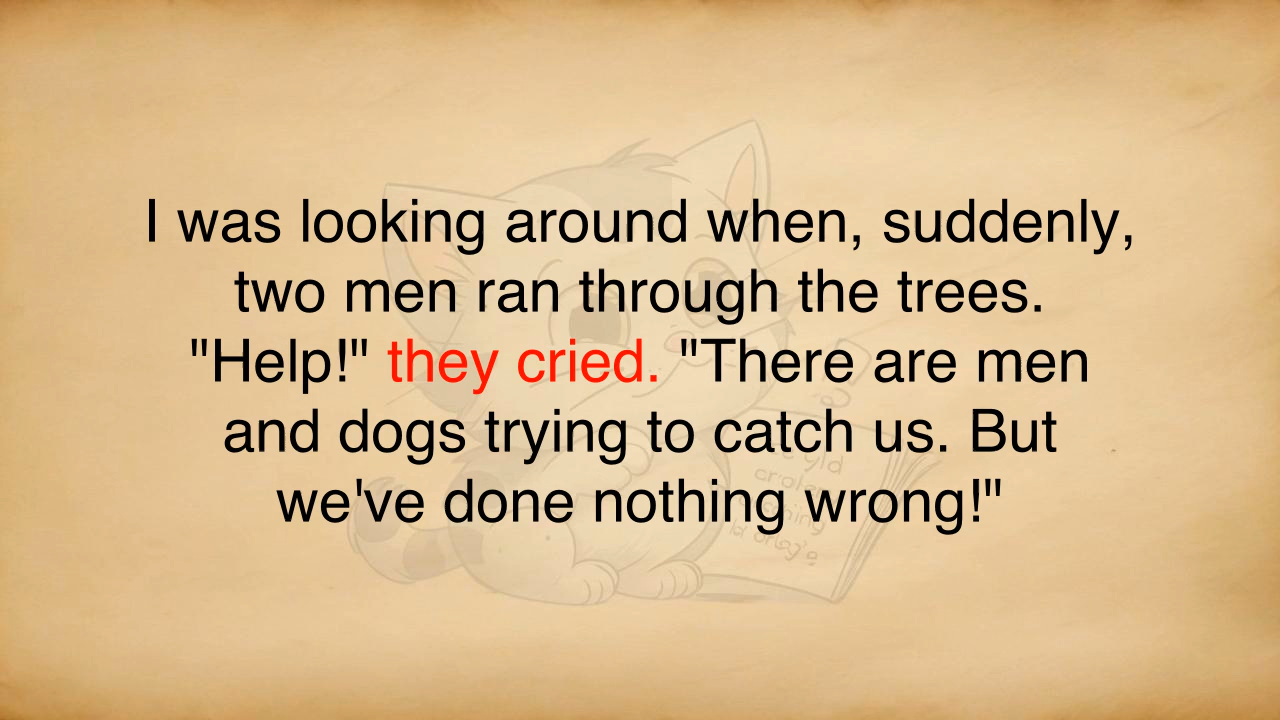 I was looking around when, suddenly,
two men ran through the trees.
"Help!" they cried. "There are men
and dogs trying to catch us. But
we've done nothing wrong!"